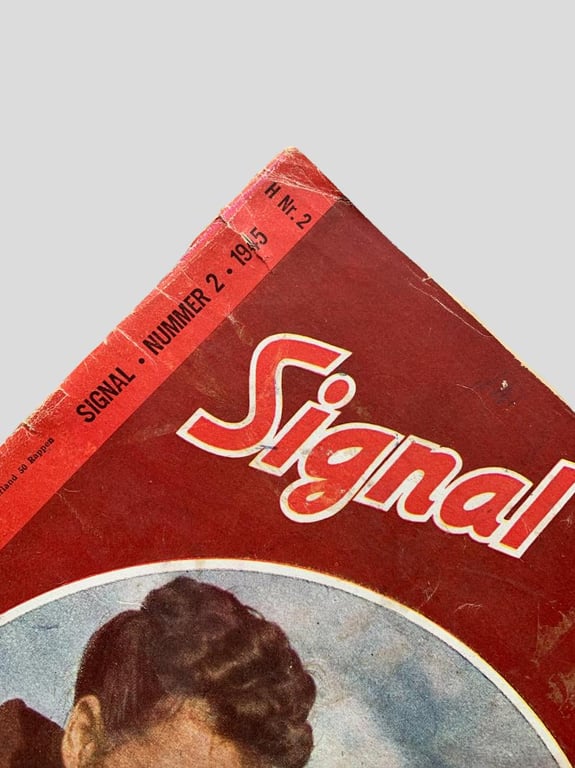 H Nr. 2
SIGNAL • NUMMER 2 • 1945
50 Rappen
Signal